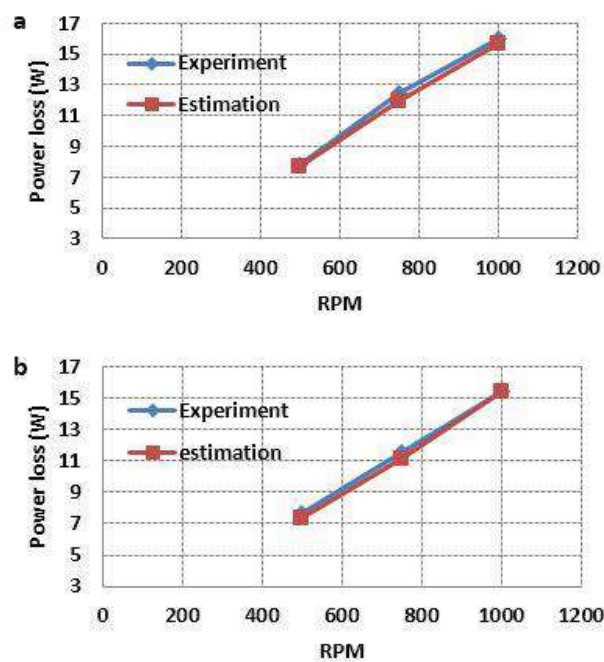 a
Power loss (W)
17
15
13
11
9
7
5
3
Experiment
Estimation
0 200 400 600 800 1000 1200
RPM
b
Power loss (W)
17
15
13
11
9
7
5
3
Experiment
estimation
0 200 400 600 800 1000 1200
RPM